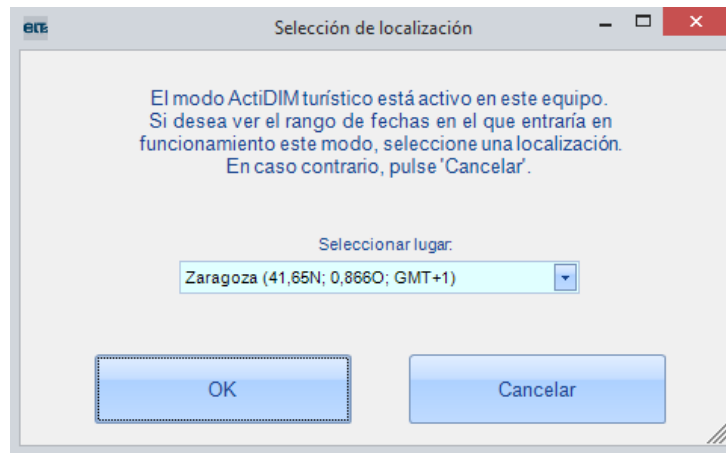 elt
Selección de localización
El modo ActiDIM turístico está activo en este equipo.
Si desea ver el rango de fechas en el que entraría en
funcionamiento este modo, seleccione una localización.
En caso contrario, pulse 'Cancelar'.
Seleccionar lugar:
Zaragoza (41,65N; 0,866O; GMT+1)
OK
Cancelar